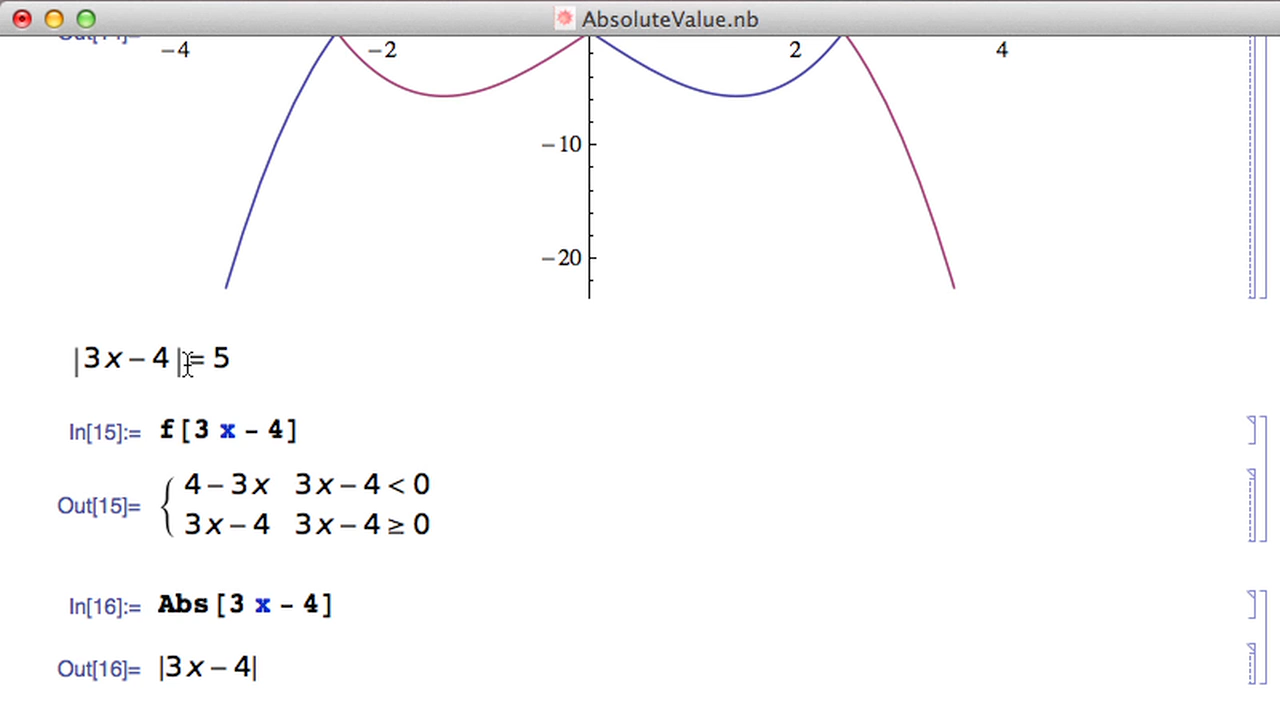 AbsoluteValue.nb
−4 −2 2 4
−10
−20
|3x−4|= 5
In[15]:= f[3 x − 4]
Out[15]= { 4−3x 3x−4<0
3x−4 3x−4≥0
In[16]:= Abs[3 x − 4]
Out[16]= |3x−4|